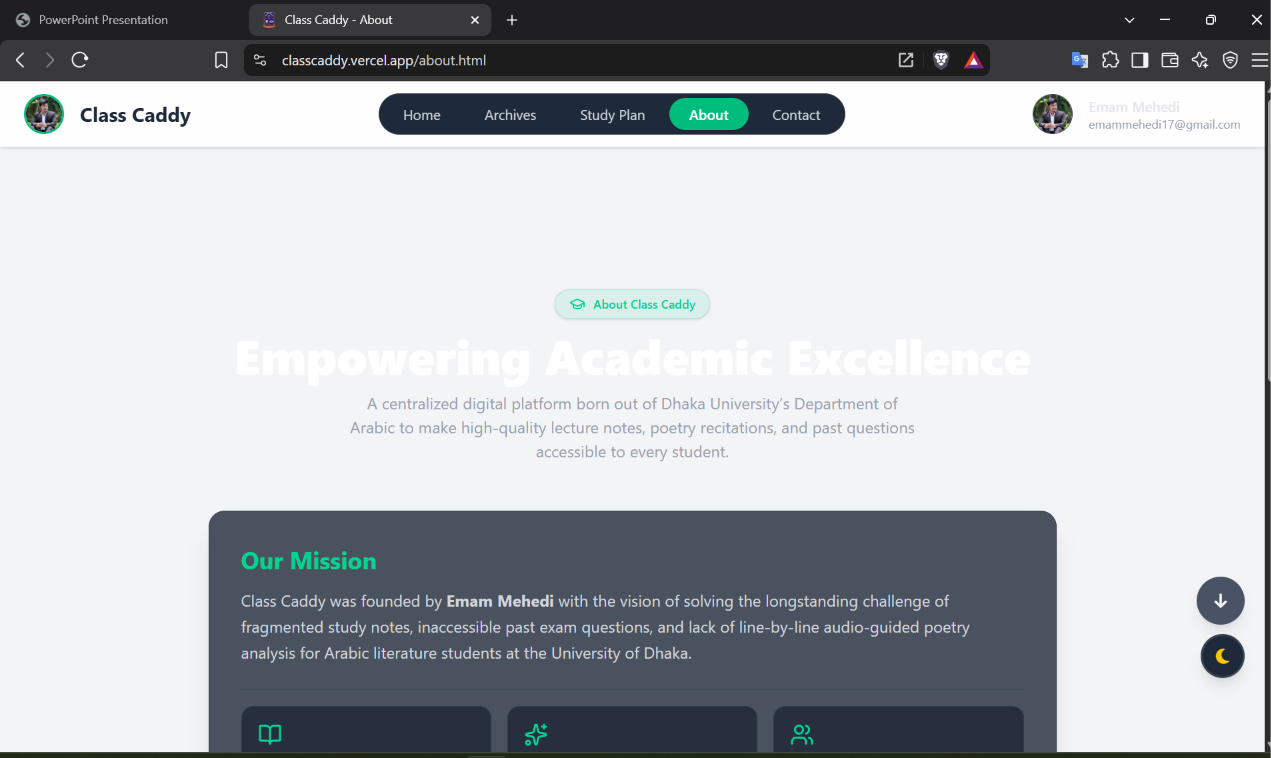 PowerPoint Presentation
Class Caddy - About
classcaddy.vercel.app/about.html
Class Caddy
Home
Archives
Study Plan
About
Contact
Emam Mehedi
emammehedi17@gmail.com
About Class Caddy
Empowering Academic Excellence
A centralized digital platform born out of Dhaka University's Department of
Arabic to make high-quality lecture notes, poetry recitations, and past questions
accessible to every student.
Our Mission
Class Caddy was founded by Emam Mehedi with the vision of solving the longstanding challenge of
fragmented study notes, inaccessible past exam questions, and lack of line-by-line audio-guided poetry
analysis for Arabic literature students at the University of Dhaka.